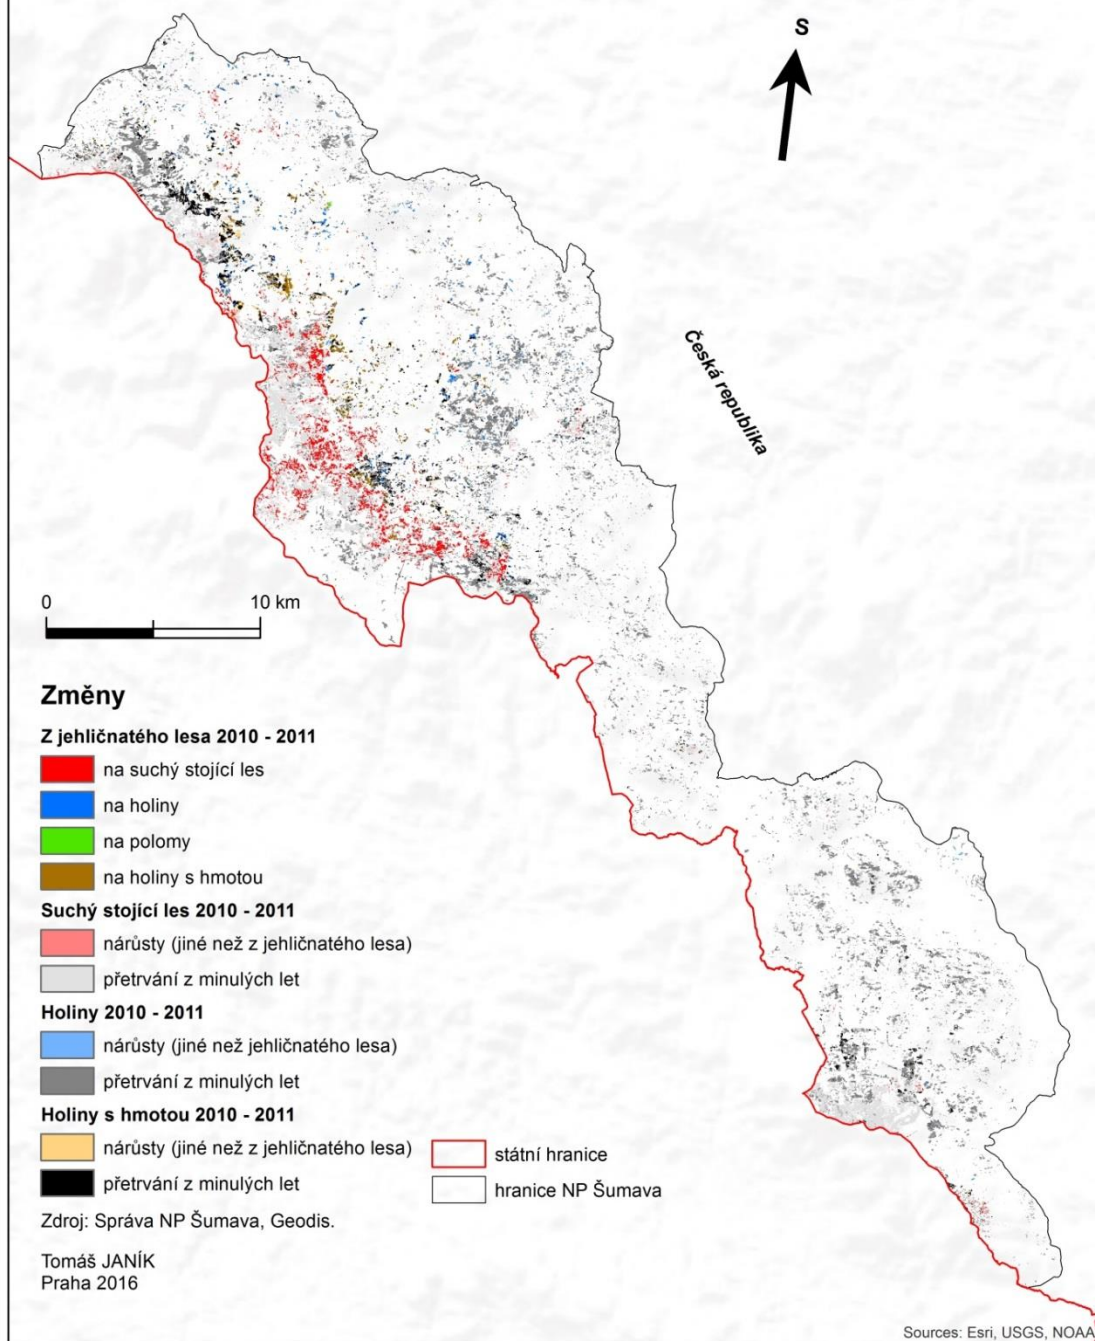 S
Česká republika
0 10 km
Změny
Z jehličnatého lesa 2010 - 2011
na suchý stojící les
na holiny
na polomy
na holiny s hmotou
Suchý stojící les 2010 - 2011
nárůsty (jiné než z jehličnatého lesa)
přetrvání z minulých let
Holiny 2010 - 2011
nárůsty (jiné než jehličnatého lesa)
přetrvání z minulých let
Holiny s hmotou 2010 - 2011
nárůsty (jiné než z jehličnatého lesa)
přetrvání z minulých let
státní hranice
hranice NP Šumava
Zdroj: Správa NP Šumava, Geodis.
Tomáš JANÍK
Praha 2016
Sources: Esri, USGS, NOAA